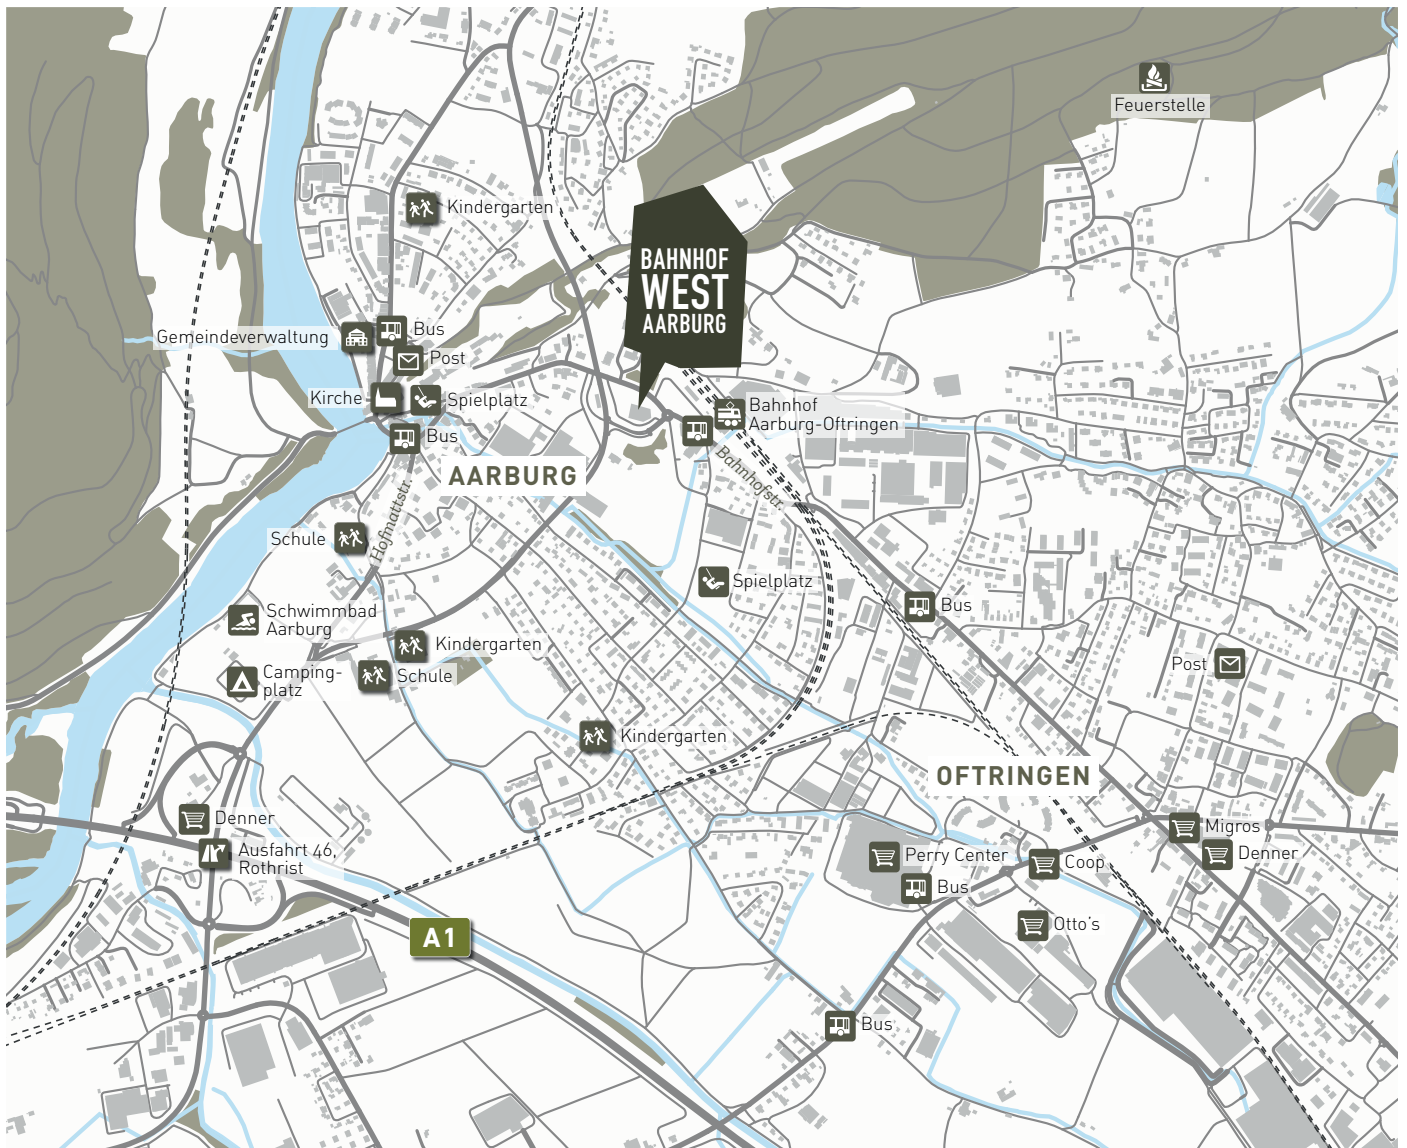 Feuerstelle
Kindergarten
BAHNHOF
WEST
AARBURG
Gemeindeverwaltung
Bus
Post
Kirche
Spielplatz
Bahnhof
Aarburg-Oftringen
Bus
AARBURG
Bahnhofstr.
Hofmattstr.
Schule
Spielplatz
Schwimmbad
Aarburg
Bus
Kindergarten
Schule
Camping-
platz
Post
Kindergarten
OFTRINGEN
Denner
Migros
Ausfahrt 46,
Rothrist
Perry Center
Coop
Denner
Bus
Otto's
A1
Bus